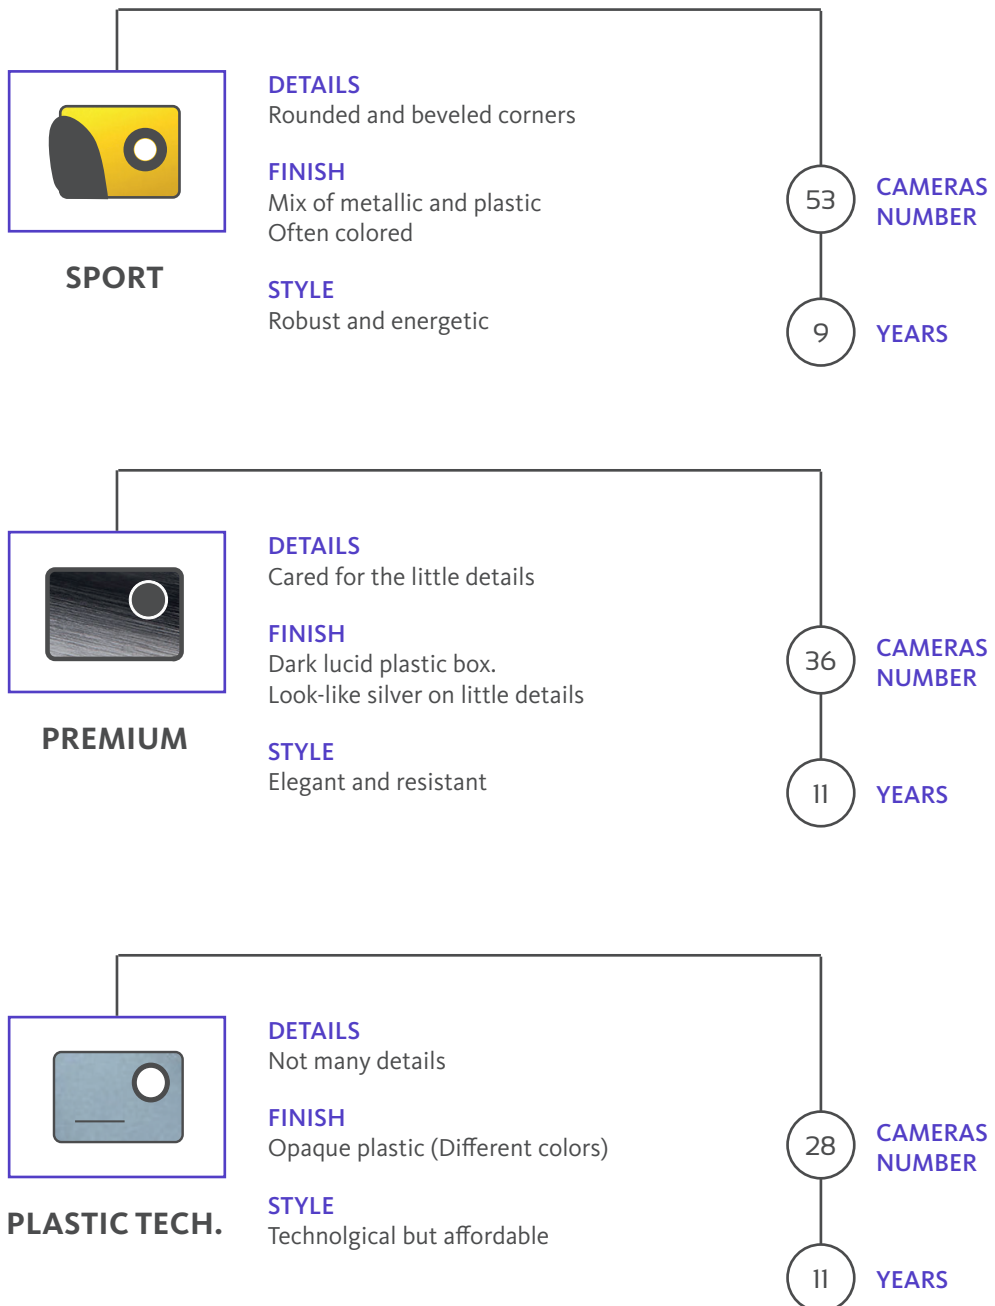 DETAILS
Rounded and beveled corners
FINISH
Mix of metallic and plastic
Often colored
STYLE
Robust and energetic
SPORT
53
CAMERAS
NUMBER
9
YEARS
DETAILS
Cared for the little details
FINISH
Dark lucid plastic box.
Look-like silver on little details
STYLE
Elegant and resistant
PREMIUM
36
CAMERAS
NUMBER
11
YEARS
DETAILS
Not many details
FINISH
Opaque plastic (Different colors)
STYLE
Technolgical but affordable
PLASTIC TECH.
28
CAMERAS
NUMBER
11
YEARS